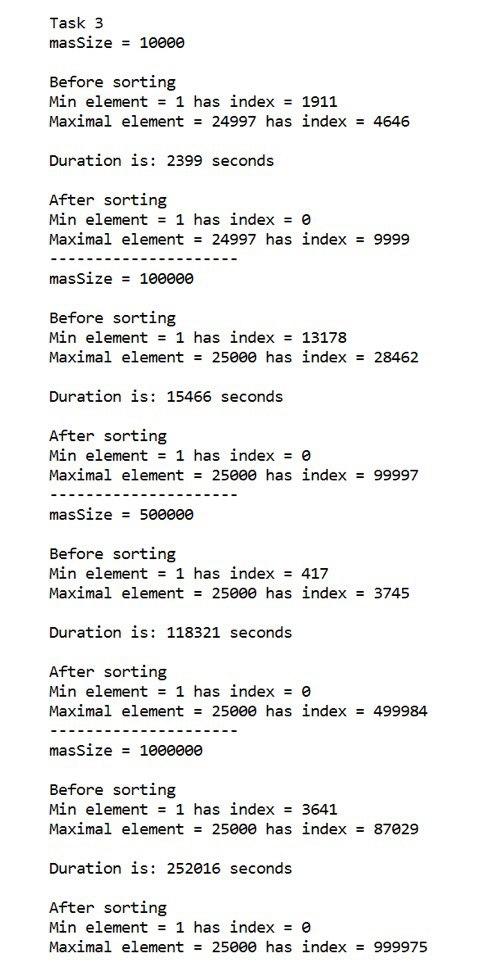 Task 3
masSize = 10000
Before sorting
Min element = 1 has index = 1911
Maximal element = 24997 has index = 4646
Duration is: 2399 seconds
After sorting
Min element = 1 has index = 0
Maximal element = 24997 has index = 9999
---------------------
masSize = 100000
Before sorting
Min element = 1 has index = 13178
Maximal element = 25000 has index = 28462
Duration is: 15466 seconds
After sorting
Min element = 1 has index = 0
Maximal element = 25000 has index = 99997
---------------------
masSize = 500000
Before sorting
Min element = 1 has index = 417
Maximal element = 25000 has index = 3745
Duration is: 118321 seconds
After sorting
Min element = 1 has index = 0
Maximal element = 25000 has index = 499984
---------------------
masSize = 1000000
Before sorting
Min element = 1 has index = 3641
Maximal element = 25000 has index = 87029
Duration is: 252016 seconds
After sorting
Min element = 1 has index = 0
Maximal element = 25000 has index = 999975